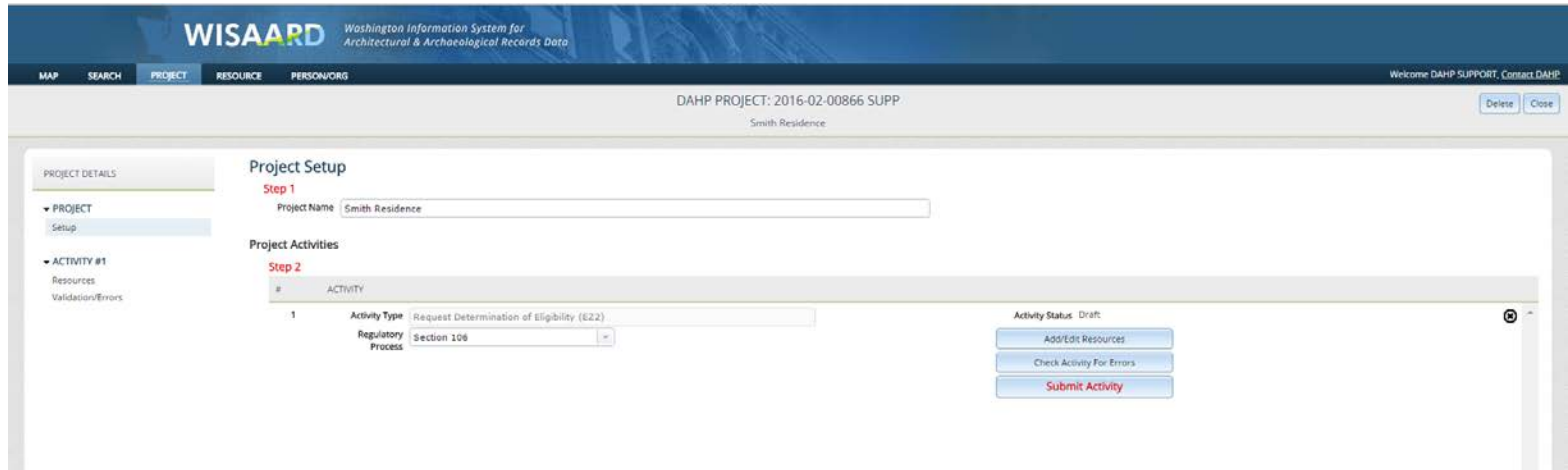 WISAARD
Washington Information System for
Architectural & Archaeological Records Data
MAP SEARCH PROJECT RESOURCE PERSON/ORG
Welcome DAHP SUPPORT, Contact DAHP
DAHP PROJECT: 2016-02-00866 SUPP
Smith Residence
Delete Close
PROJECT DETAILS
PROJECT
Setup
ACTIVITY #1
Resources
Validation/Errors
Project Setup
Step 1
Project Name Smith Residence
Project Activities
Step 2
# ACTIVITY
1 Activity Type Request Determination of Eligibility (E22)
Regulatory
Process
Section 106
Activity Status Draft
Add/Edit Resources
Check Activity For Errors
Submit Activity